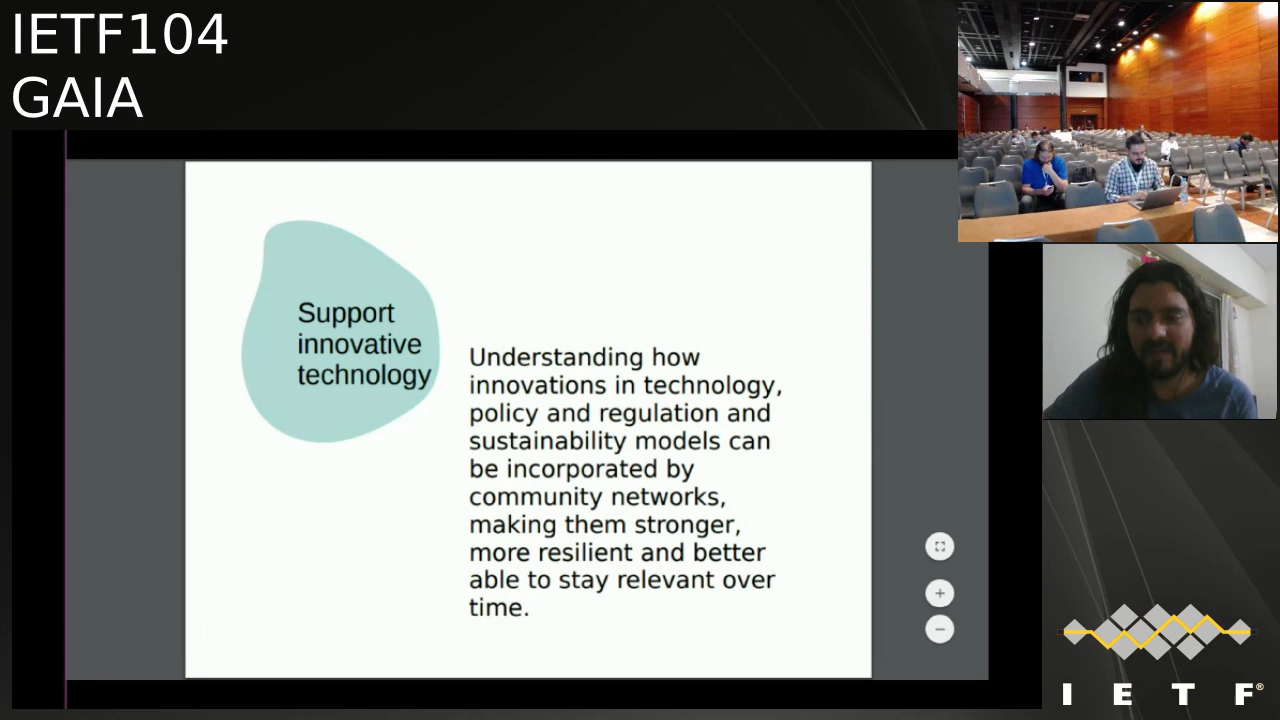 IETF104
GAIA
Support
innovative
technology
Understanding how
innovations in technology,
policy and regulation and
sustainability models can
be incorporated by
community networks,
making them stronger,
more resilient and better
able to stay relevant over
time.
I E T F®